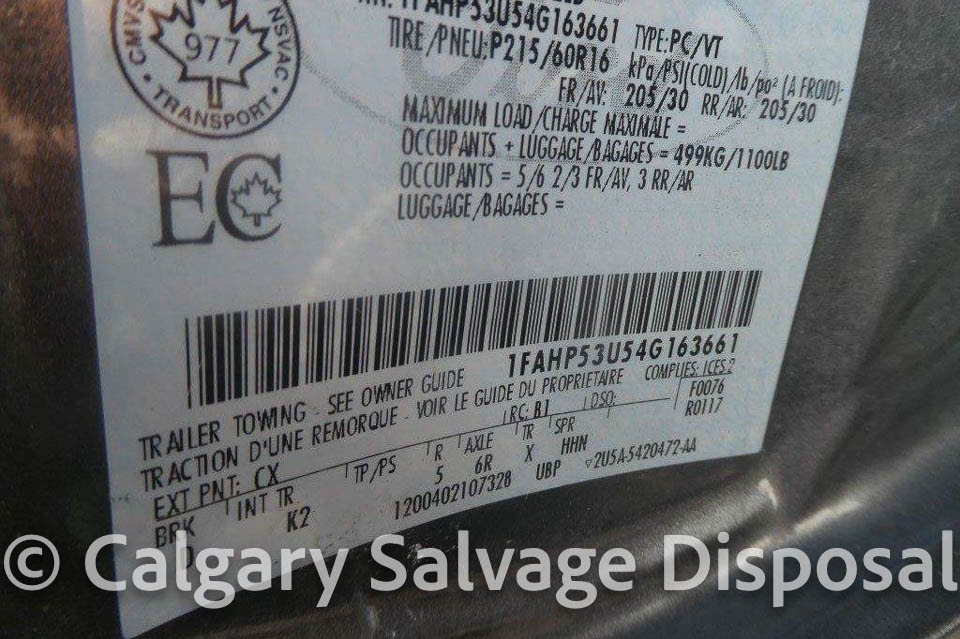 1FAHP53U54G163661 TYPE:PC/VT
TIRE/PNEU:P215/60R16 kPa/PSI(COLD)/lb/po² (A FROID):
FR/AV: 205/30 RR/AR: 205/30
MAXIMUM LOAD/CHARGE MAXIMALE =
OCCUPANTS + LUGGAGE/BAGAGES = 499KG/1100LB
OCCUPANTS = 5/6 2/3 FR/AV, 3 RR/AR
LUGGAGE/BAGAGES =
CMVS NSVAC
977
TRANSPORT
EC
1FAHP53U54G163661
TRAILER TOWING - SEE OWNER GUIDE COMPLIES: ICES.2
TRACTION D'UNE REMORQUE - VOIR LE GUIDE DU PROPRIETAIRE F0076
EXT PNT: CX RC: B1 DSO: R0117
BRK INT TR TP/PS R AXLE TR SPR
D K2 5 6R X HHN
1200402107328 UBP ▽2U5A-5420472-AA
© Calgary Salvage Disposal